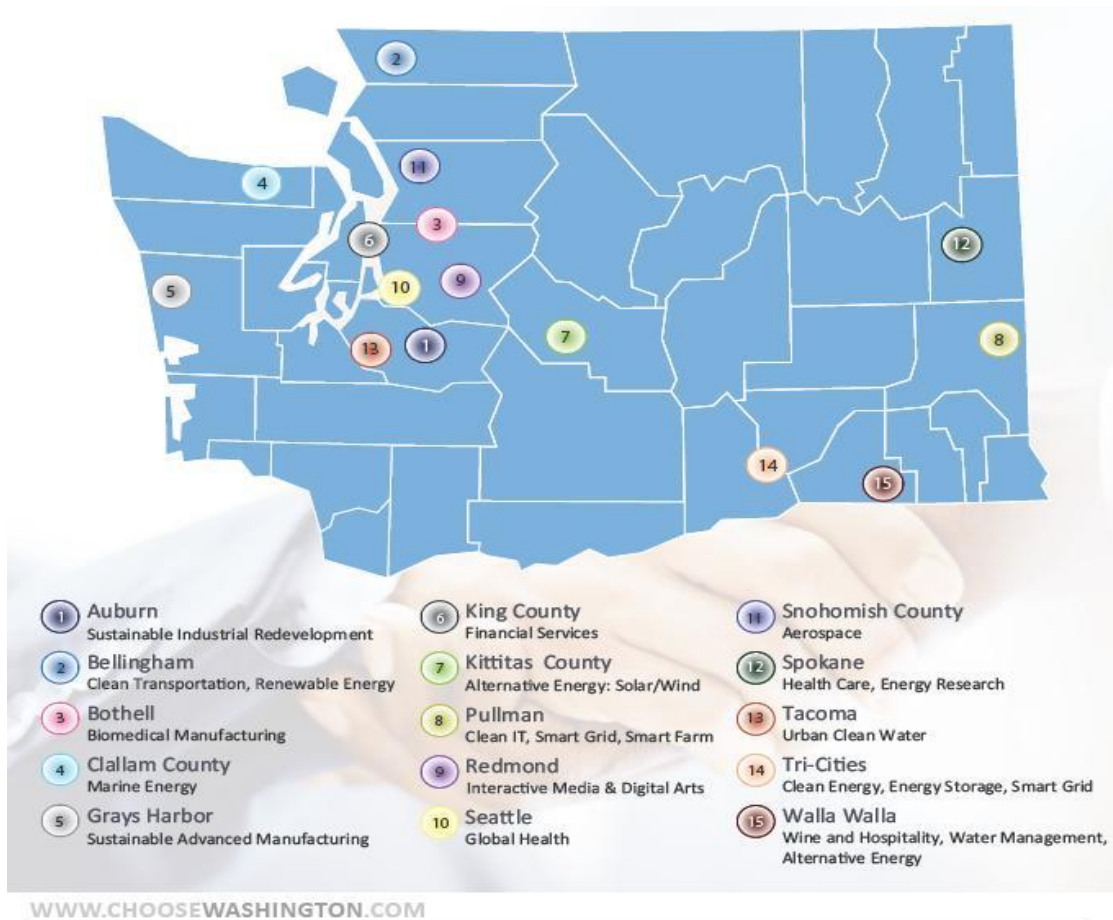 2
11
4
3
6
12
9
10
5
7
8
1
13
14
15
1 Auburn
Sustainable Industrial Redevelopment
2 Bellingham
Clean Transportation, Renewable Energy
3 Bothell
Biomedical Manufacturing
4 Clallam County
Marine Energy
5 Grays Harbor
Sustainable Advanced Manufacturing
6 King County
Financial Services
7 Kittitas County
Alternative Energy: Solar/Wind
8 Pullman
Clean IT, Smart Grid, Smart Farm
9 Redmond
Interactive Media & Digital Arts
10 Seattle
Global Health
11 Snohomish County
Aerospace
12 Spokane
Health Care, Energy Research
13 Tacoma
Urban Clean Water
14 Tri-Cities
Clean Energy, Energy Storage, Smart Grid
15 Walla Walla
Wine and Hospitality, Water Management,
Alternative Energy
WWW.CHOOSEWASHINGTON.COM